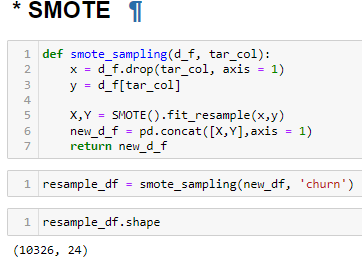 * SMOTE ¶
1 def smote_sampling(d_f, tar_col):
2     x = d_f.drop(tar_col, axis = 1)
3     y = d_f[tar_col]
4
5     X,Y = SMOTE().fit_resample(x,y)
6     new_d_f = pd.concat([X,Y],axis = 1)
7     return new_d_f
1 resample_df = smote_sampling(new_df, 'churn')
1 resample_df.shape
(10326, 24)